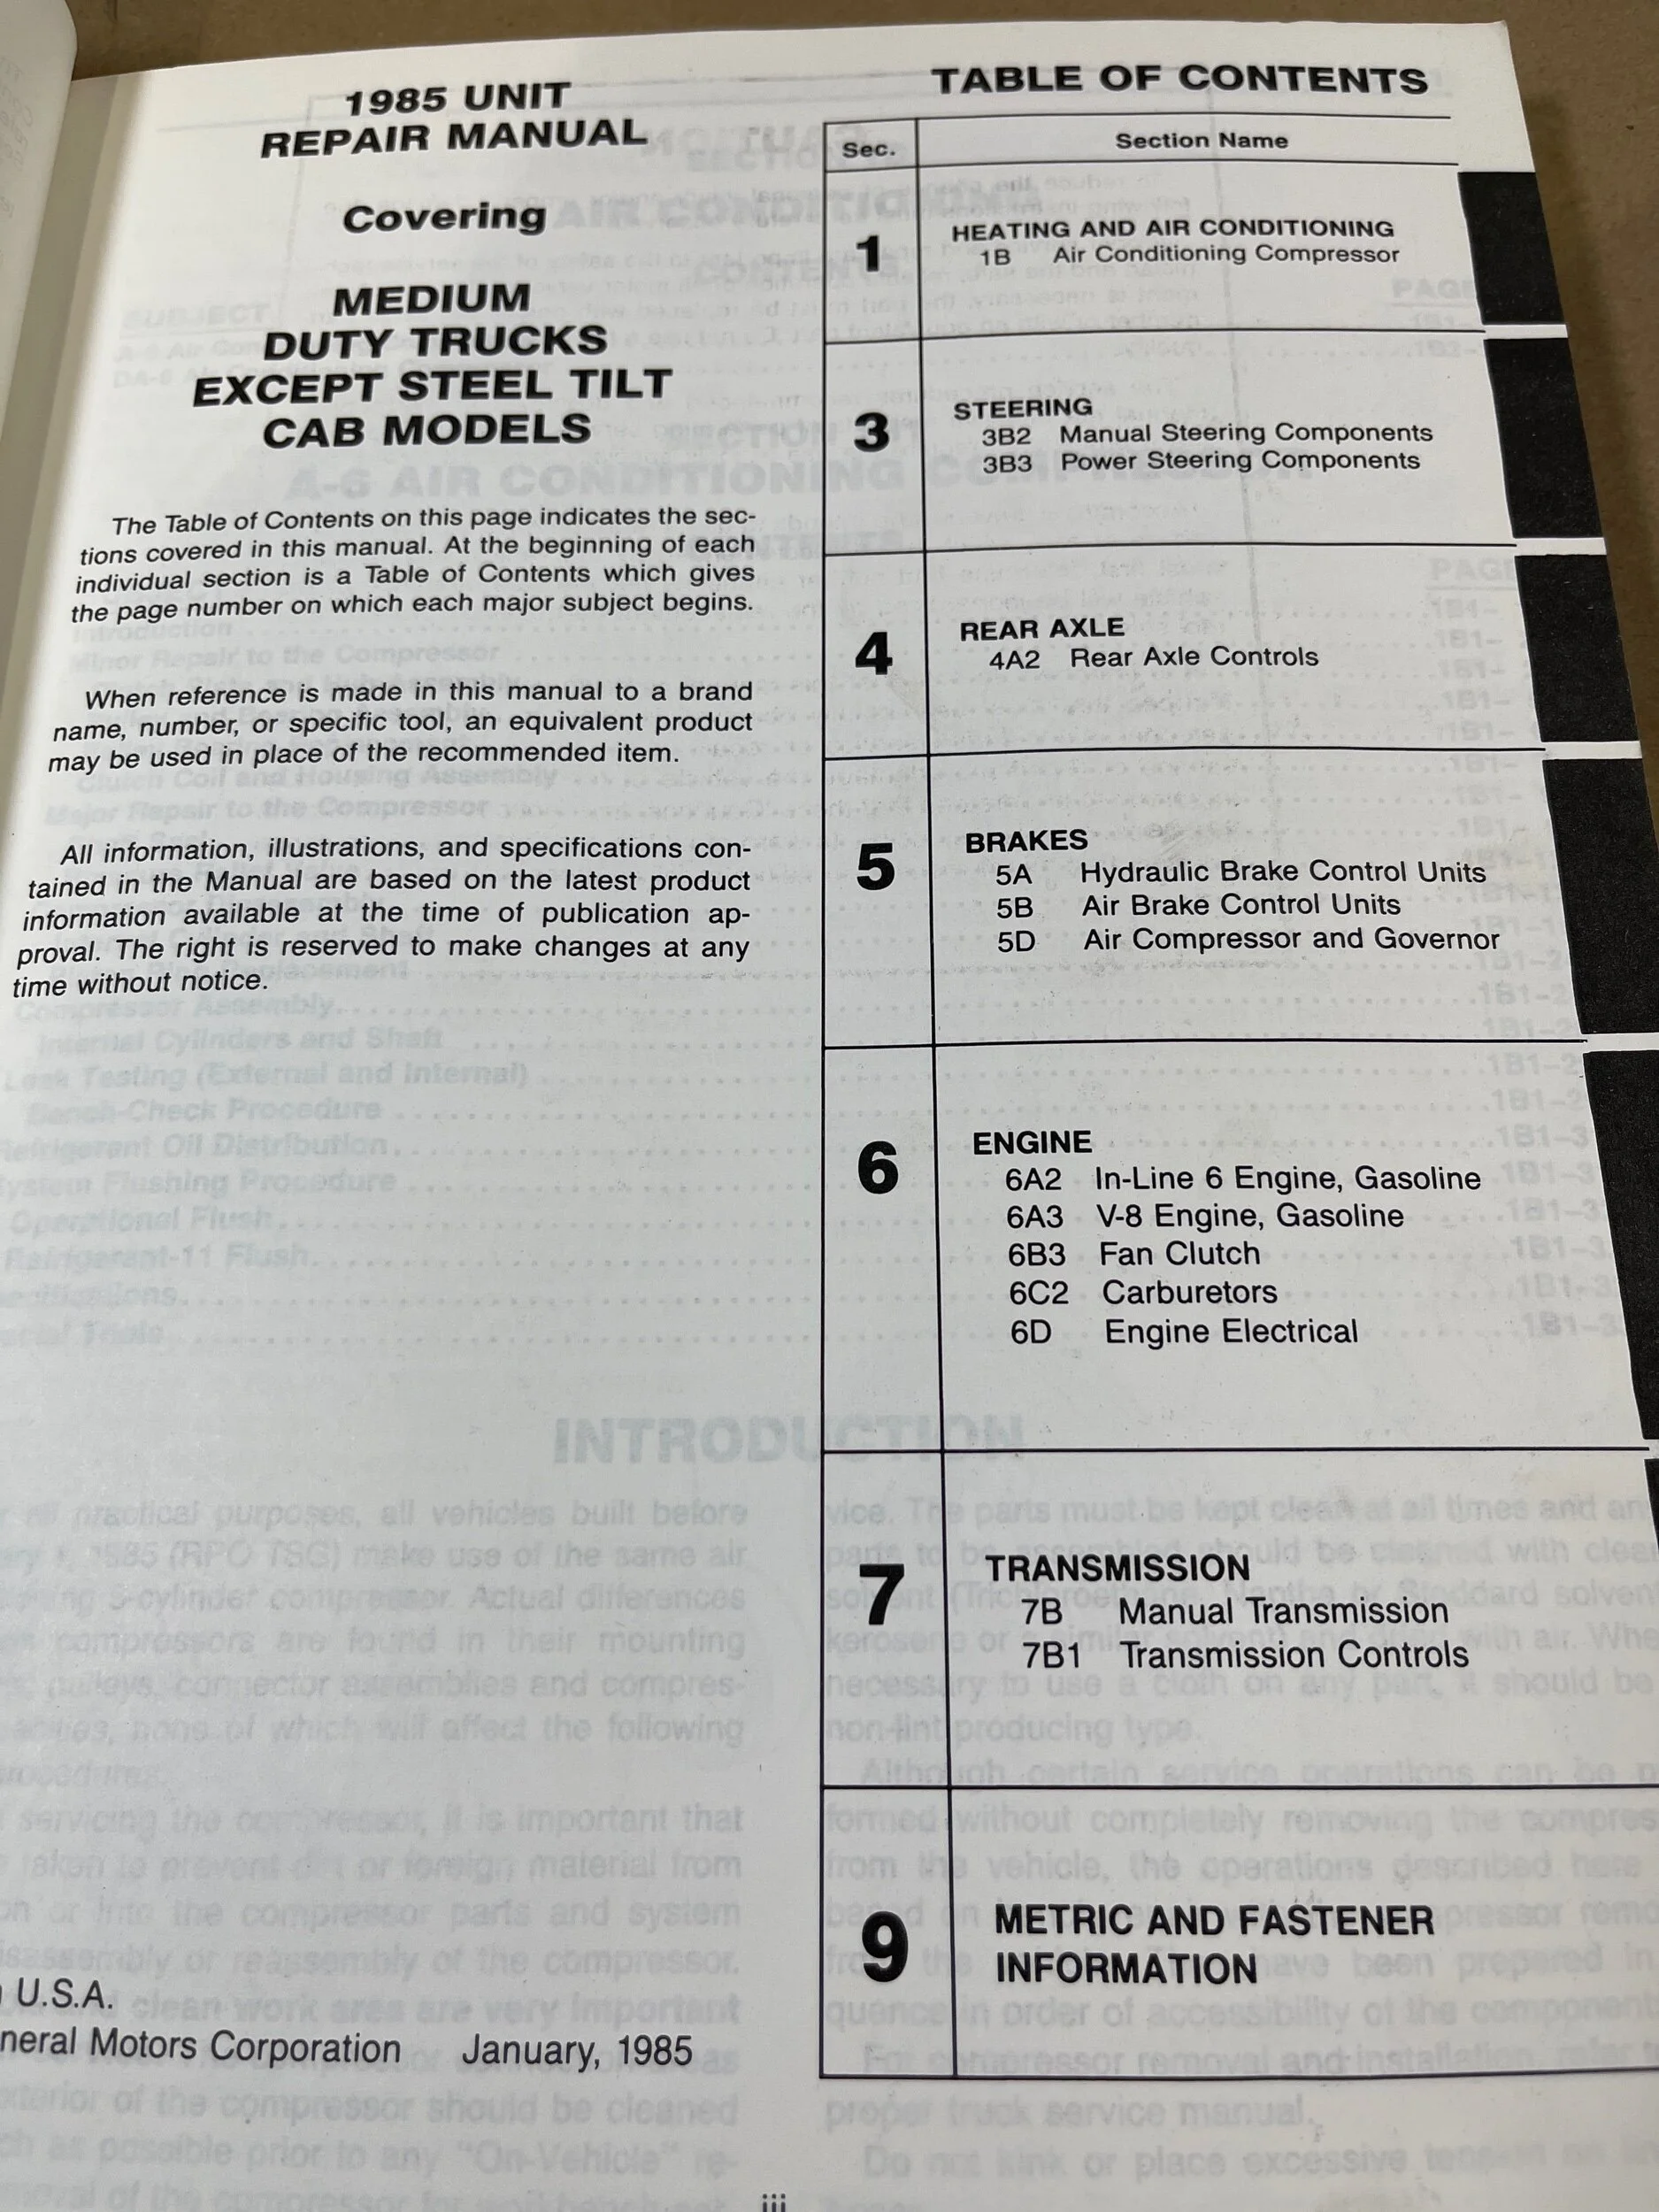 1985 UNIT
REPAIR MANUAL
Covering
MEDIUM
DUTY TRUCKS
EXCEPT STEEL TILT
CAB MODELS
The Table of Contents on this page indicates the sec-
tions covered in this manual. At the beginning of each
individual section is a Table of Contents which gives
the page number on which each major subject begins.
When reference is made in this manual to a brand
name, number, or specific tool, an equivalent product
may be used in place of the recommended item.
All information, illustrations, and specifications con-
tained in the Manual are based on the latest product
information available at the time of publication ap-
proval. The right is reserved to make changes at any
time without notice.
U.S.A.
neral Motors Corporation January, 1985
TABLE OF CONTENTS
Sec. Section Name
1 HEATING AND AIR CONDITIONING
1B Air Conditioning Compressor
3 STEERING
3B2 Manual Steering Components
3B3 Power Steering Components
4 REAR AXLE
4A2 Rear Axle Controls
5 BRAKES
5A Hydraulic Brake Control Units
5B Air Brake Control Units
5D Air Compressor and Governor
6 ENGINE
6A2 In-Line 6 Engine, Gasoline
6A3 V-8 Engine, Gasoline
6B3 Fan Clutch
6C2 Carburetors
6D Engine Electrical
7 TRANSMISSION
7B Manual Transmission
7B1 Transmission Controls
9 METRIC AND FASTENER
INFORMATION
iii